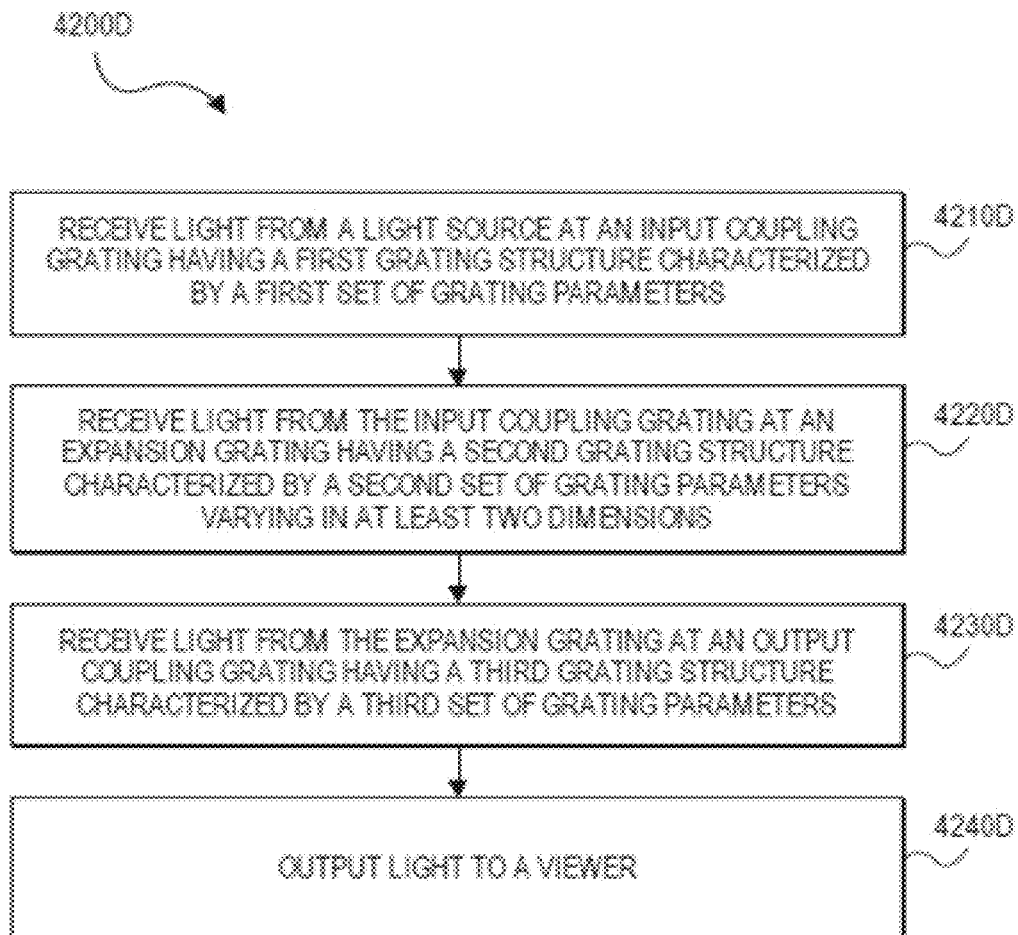 4200D
RECEIVE LIGHT FROM A LIGHT SOURCE AT AN INPUT COUPLING
GRATING HAVING A FIRST GRATING STRUCTURE CHARACTERIZED
BY A FIRST SET OF GRATING PARAMETERS
4210D
RECEIVE LIGHT FROM THE INPUT COUPLING GRATING AT AN
EXPANSION GRATING HAVING A SECOND GRATING STRUCTURE
CHARACTERIZED BY A SECOND SET OF GRATING PARAMETERS
VARYING IN AT LEAST TWO DIMENSIONS
4220D
RECEIVE LIGHT FROM THE EXPANSION GRATING AT AN OUTPUT
COUPLING GRATING HAVING A THIRD GRATING STRUCTURE
CHARACTERIZED BY A THIRD SET OF GRATING PARAMETERS
4230D
OUTPUT LIGHT TO A VIEWER
4240D